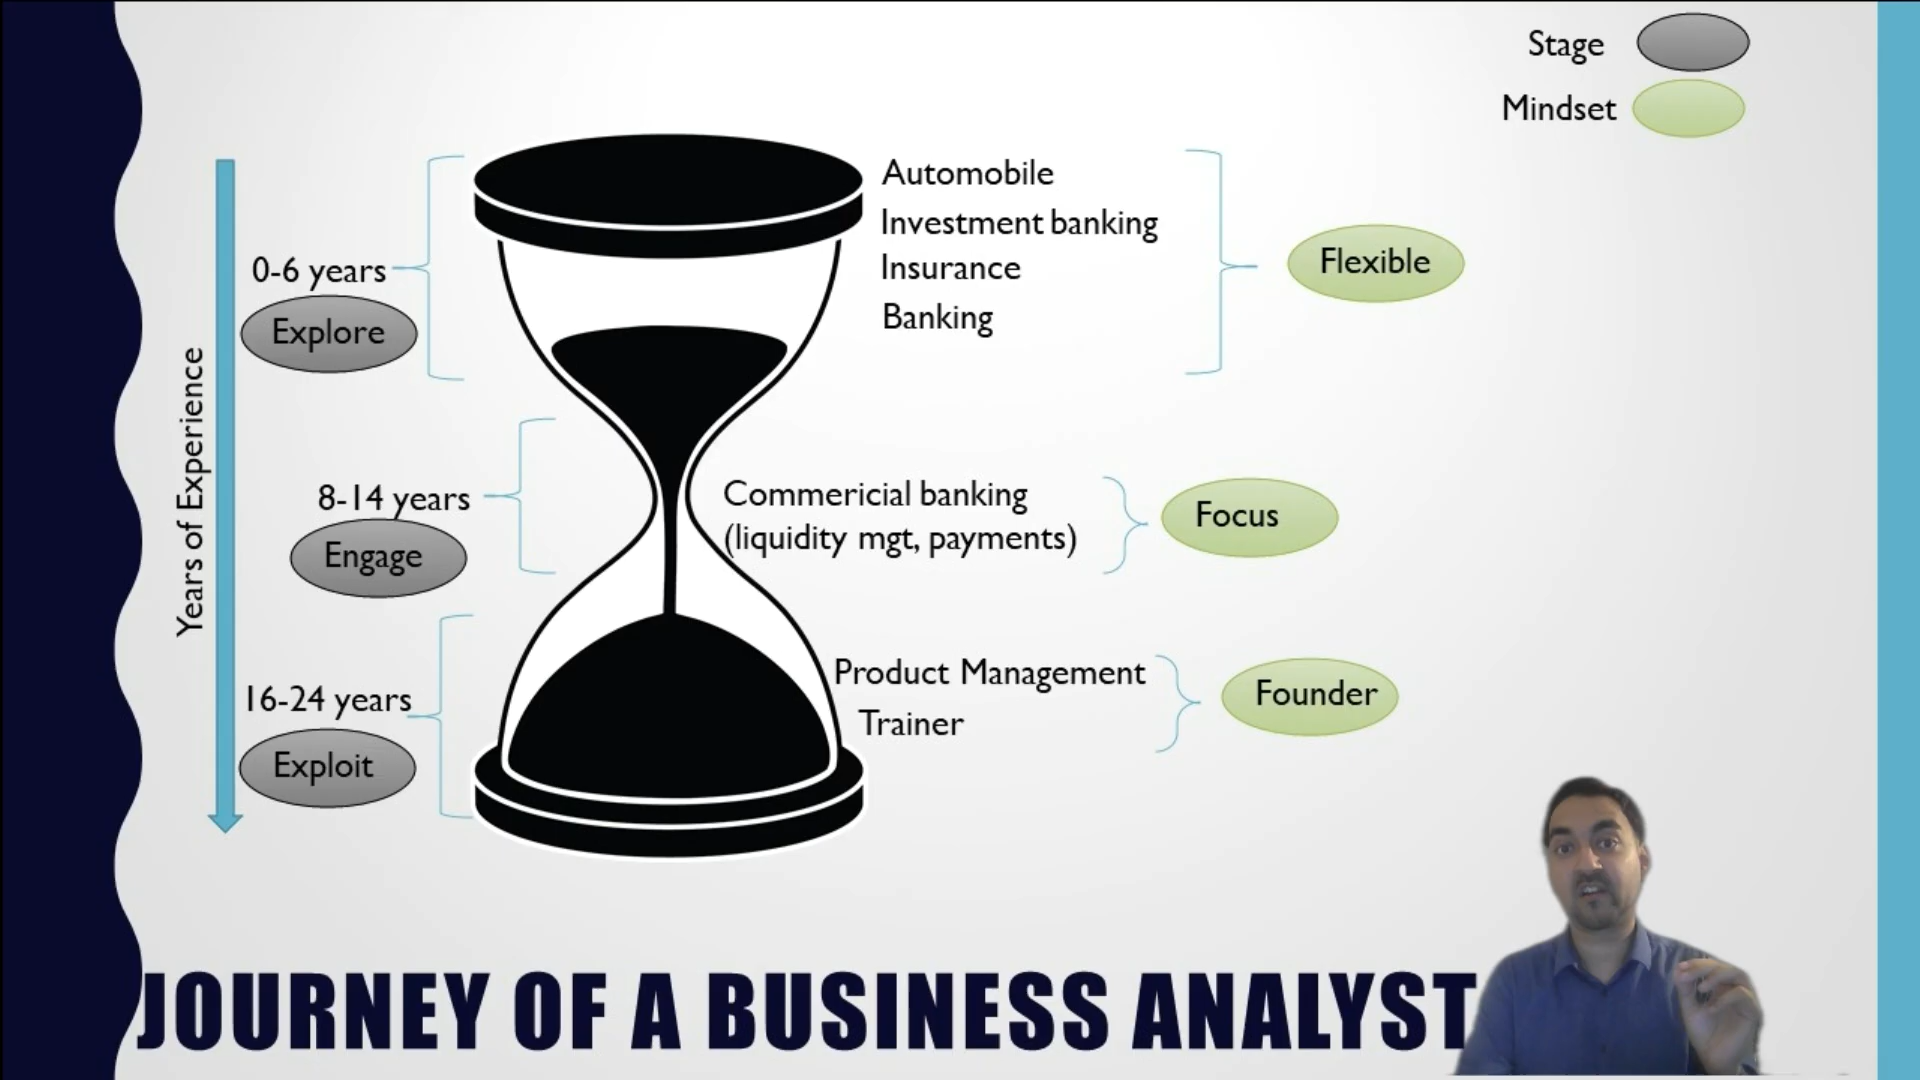 Stage
Mindset
Automobile
Investment banking
Insurance
Banking
0-6 years
Explore
Flexible
Years of Experience
8-14 years
Engage
Commericial banking
(liquidity mgt, payments)
Focus
16-24 years
Exploit
Product Management
Trainer
Founder
JOURNEY OF A BUSINESS ANALYST